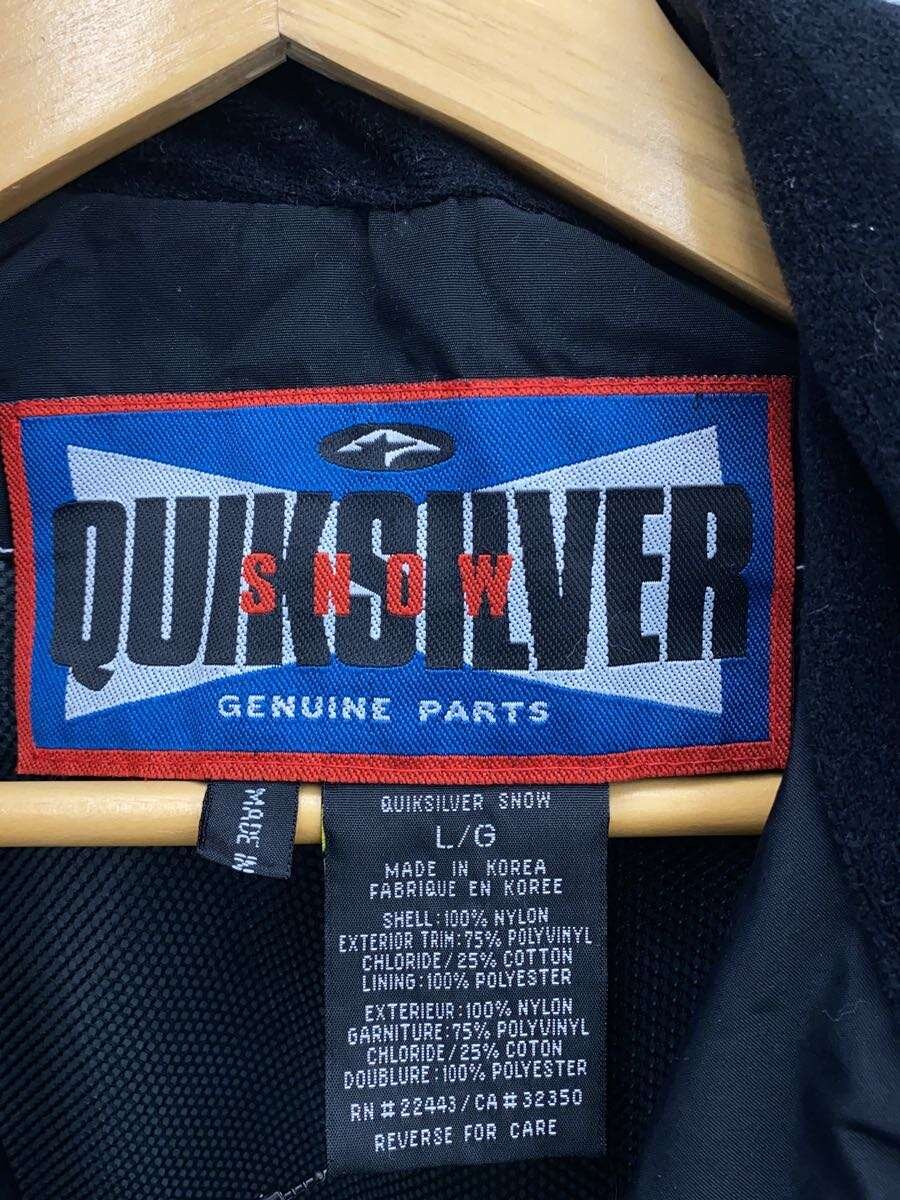 QUIKSILVER
SNOW
GENUINE PARTS
MADE IN
QUIKSILVER SNOW
L/G
MADE IN KOREA
FABRIQUE EN KOREE
SHELL:100% NYLON
EXTERIOR TRIM:75% POLYVINYL
CHLORIDE/25% COTTON
LINING:100% POLYESTER
EXTERIEUR:100% NYLON
GARNITURE:75% POLYVINYL
CHLORIDE/25% COTON
DOUBLURE:100% POLYESTER
RN #22443/CA #32350
REVERSE FOR CARE